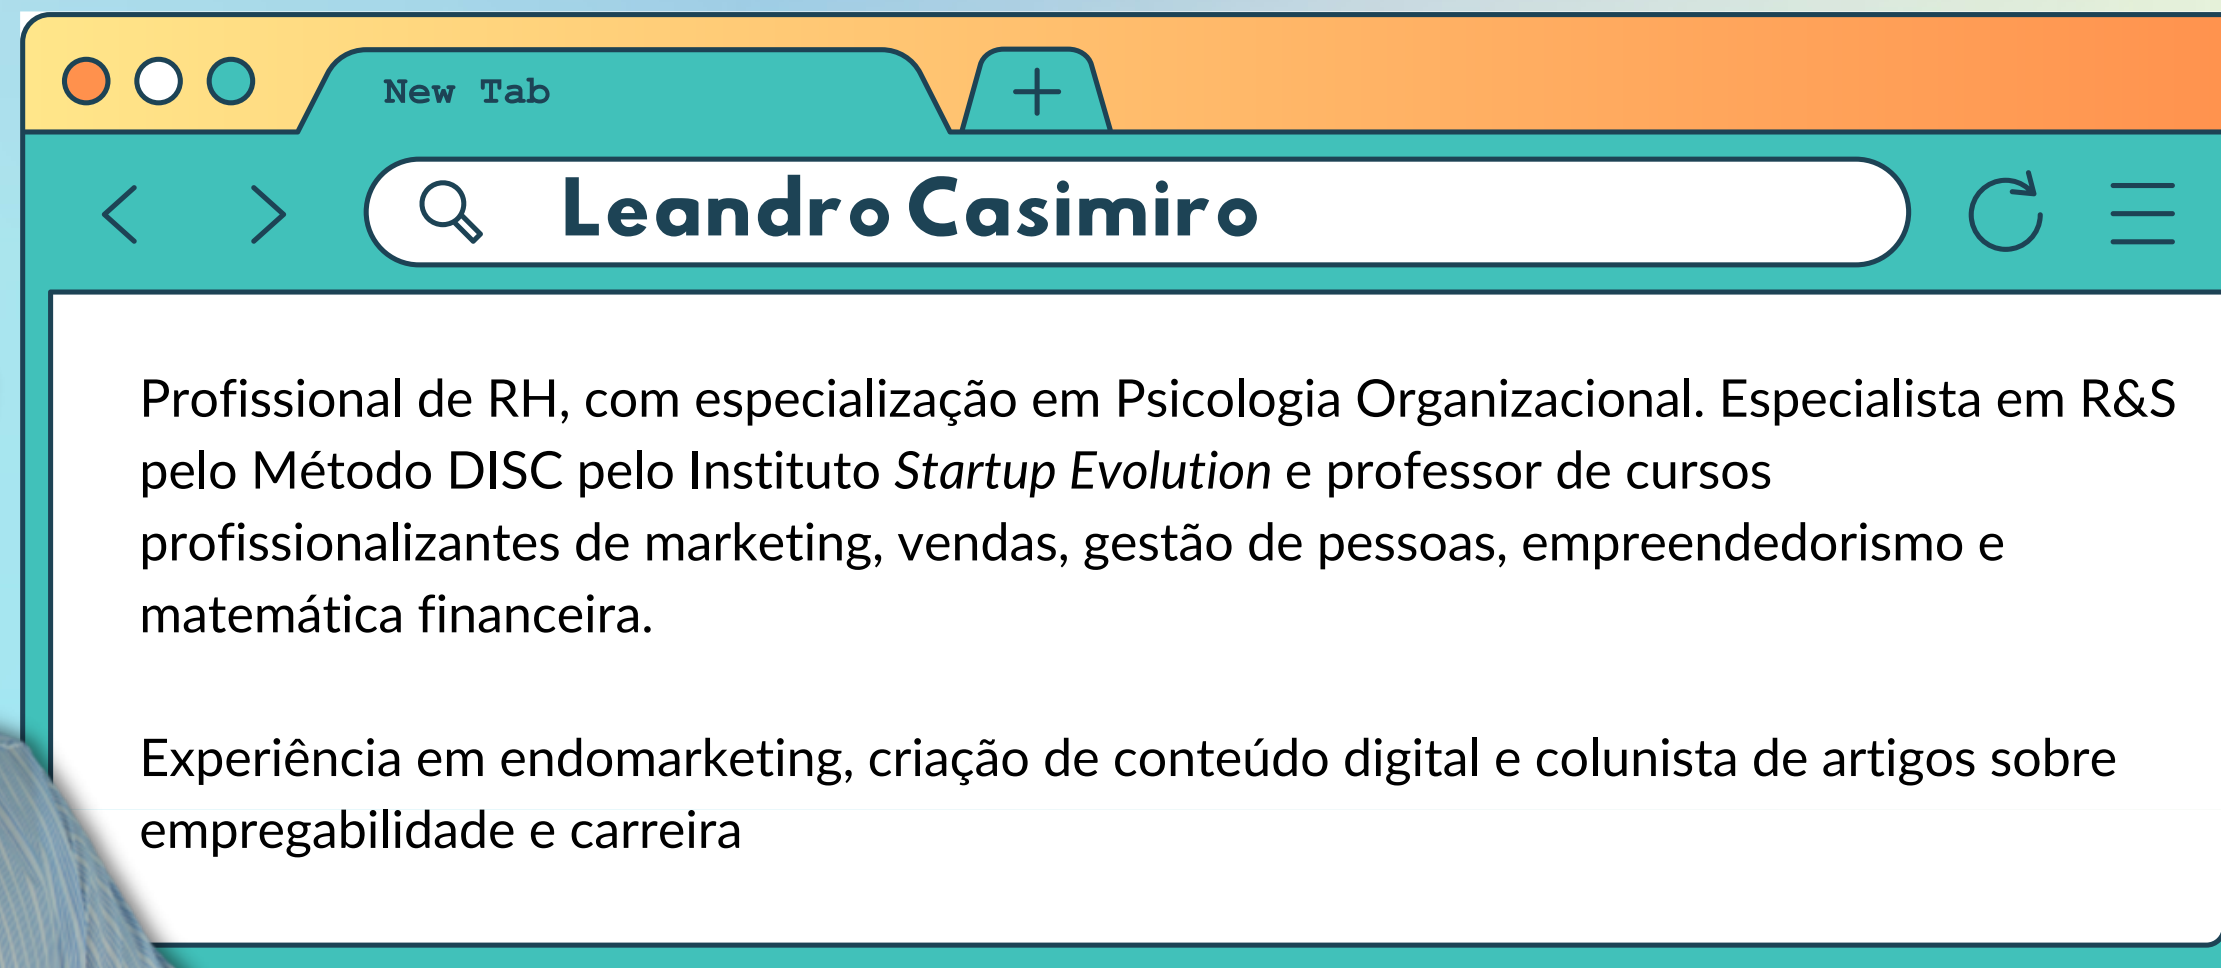 New Tab
Leandro Casimiro
Profissional de RH, com especialização em Psicologia Organizacional. Especialista em R&S
pelo Método DISC pelo Instituto Startup Evolution e professor de cursos
profissionalizantes de marketing, vendas, gestão de pessoas, empreendedorismo e
matemática financeira.
Experiência em endomarketing, criação de conteúdo digital e colunista de artigos sobre
empregabilidade e carreira